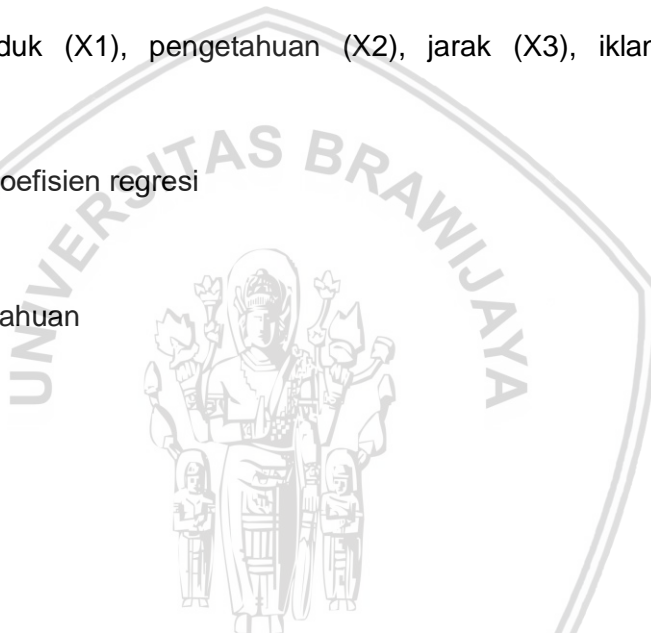 duk (X1), pengetahuan (X2), jarak (X3), iklan
UNIVERSITAS BRAWIJAYA
oefisien regresi
ahuan